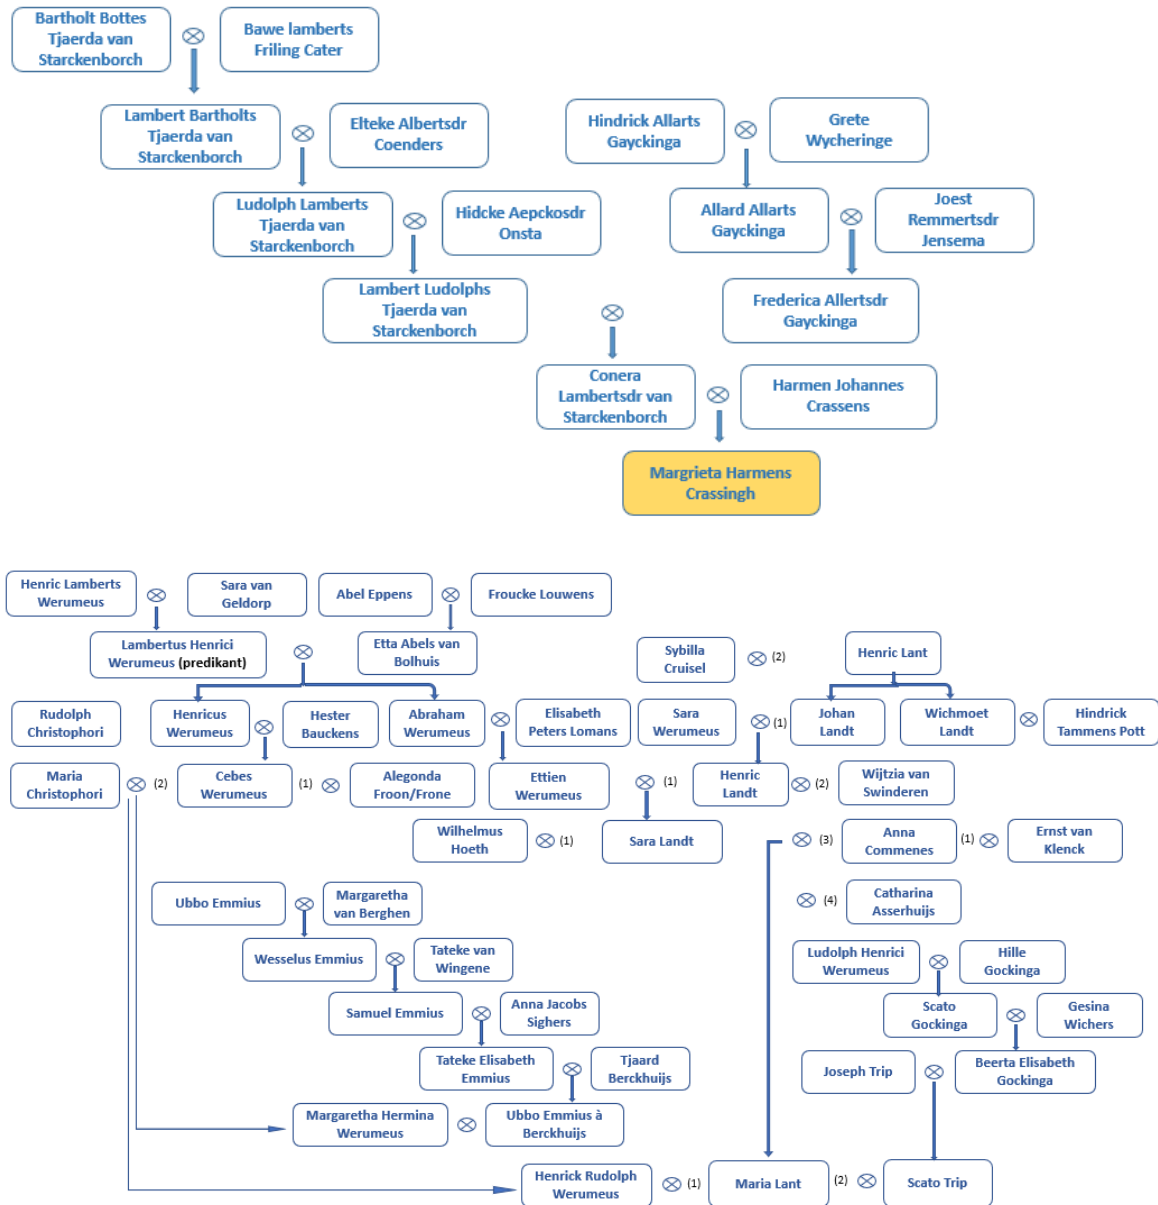 Bartholt Bottes
Tjaerda van
Starckenborch
Bawe lamberts
Friling Cater
Lambert Bartholts
Tjaerda van
Starckenborch
Elteke Albertsdr
Coenders
Hindrick Allarts
Gayckinga
Grete
Wycheringe
Ludolph Lamberts
Tjaerda van
Starckenborch
Hidcke Aepckosdr
Onsta
Allard Allarts
Gayckinga
Joest
Remmertsdr
Jensema
Lambert Ludolphs
Tjaerda van
Starckenborch
Frederica Allertsdr
Gayckinga
Conera
Lambertsdr van
Starckenborch
Harmen Johannes
Crassens
Margrieta Harmens
Crassingh
Henric Lamberts
Werumeus
Sara van
Geldorp
Abel Eppens
Froucke Louwens
Lambertus Henrici
Werumeus (predikant)
Etta Abels van
Bolhuis
Sybilla
Cruisel
(2)
Henric Lant
Rudolph
Christophori
Henricus
Werumeus
Hester
Bauckens
Abraham
Werumeus
Elisabeth
Peters Lomans
Sara
Werumeus
(1)
Johan
Landt
Wichmoet
Landt
Hindrick
Tammens Pott
Maria
Christophori
(2)
Cebes
Werumeus
(1)
Alegonda
Froon/Frone
Ettien
Werumeus
(1)
Henric
Landt
(2)
Wijtzia van
Swinderen
Wilhelmus
Hoeth
(1)
Sara Landt
(3)
Anna
Commenes
(1)
Ernst van
Klenck
Ubbo Emmius
Margaretha
van Berghen
(4)
Catharina
Asserhuijs
Wesselus Emmius
Tateke van
Wingene
Ludolph Henrici
Werumeus
Hille
Gockinga
Samuel Emmius
Anna Jacobs
Sighers
Scato
Gockinga
Gesina
Wichers
Tateke Elisabeth
Emmius
Tjaard
Berckhuijs
Joseph Trip
Beerta Elisabeth
Gockinga
Margaretha Hermina
Werumeus
Ubbo Emmius à
Berckhuijs
Henrick Rudolph
Werumeus
(1)
Maria Lant
(2)
Scato Trip